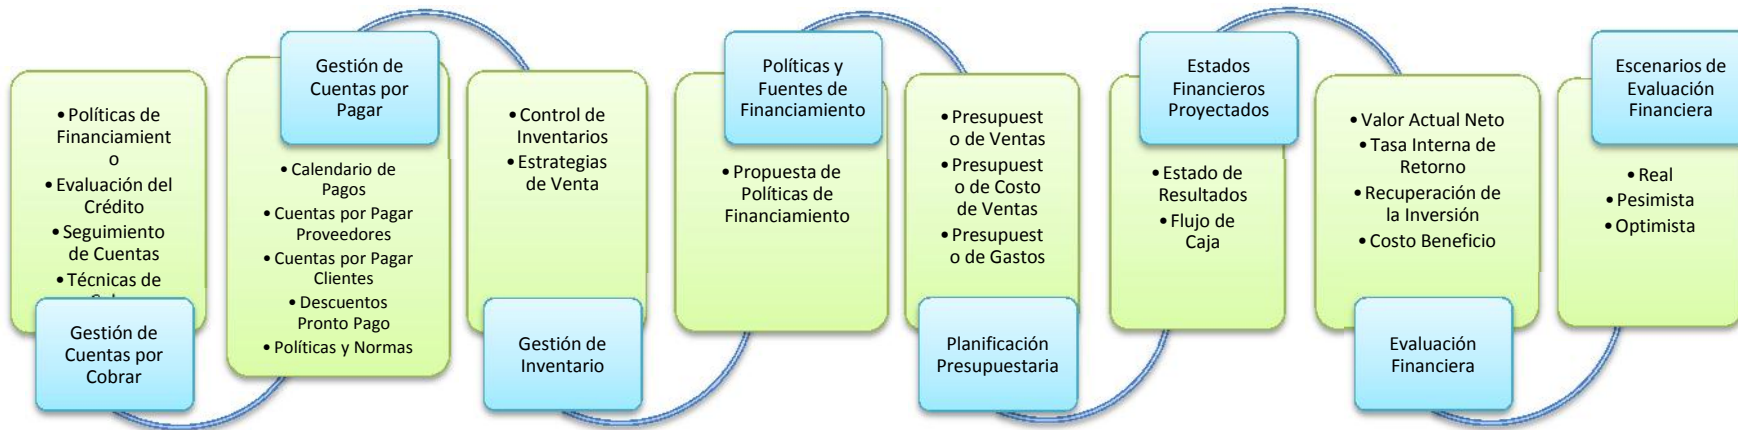 • Políticas de
Financiamient
o
• Evaluación del
Crédito
• Seguimiento
de Cuentas
• Técnicas de
Gestión de
Cuentas por
Cobrar
Gestión de
Cuentas por
Pagar
• Calendario de
Pagos
• Cuentas por Pagar
Proveedores
• Cuentas por Pagar
Clientes
• Descuentos
Pronto Pago
• Políticas y Normas
• Control de
Inventarios
• Estrategias
de Venta
Gestión de
Inventario
Políticas y
Fuentes de
Financiamiento
• Propuesta de
Políticas de
Financiamiento
• Presupuest
o de Ventas
• Presupuest
o de Costo
de Ventas
• Presupuest
o de Gastos
Planificación
Presupuestaria
Estados
Financieros
Proyectados
• Estado de
Resultados
• Flujo de
Caja
• Valor Actual Neto
• Tasa Interna de
Retorno
• Recuperación de
la Inversión
• Costo Beneficio
Evaluación
Financiera
Escenarios de
Evaluación
Financiera
• Real
• Pesimista
• Optimista